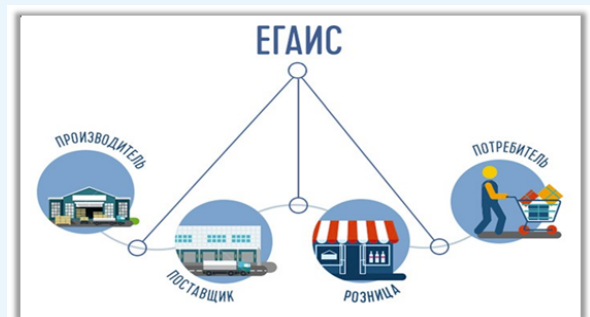 ЕГАИС
ПРОИЗВОДИТЕЛЬ
ПОСТАВЩИК
РОЗНИЦА
ПОТРЕБИТЕЛЬ